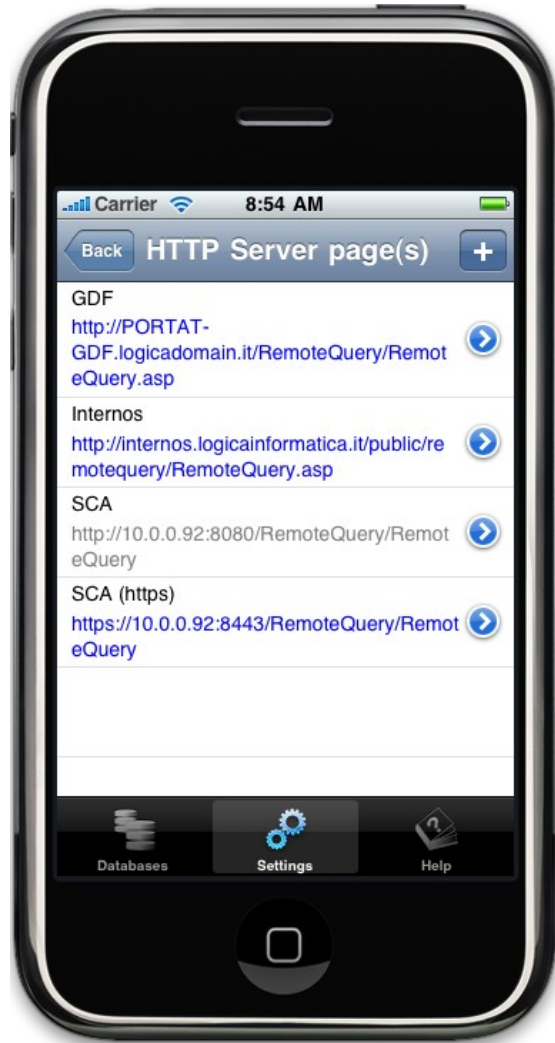 Carrier 8:54 AM
Back HTTP Server page(s) +
GDF
http://PORTAT-
GDF.logicadomain.it/RemoteQuery/Remot
eQuery.asp
Internos
http://internos.logicainformatica.it/public/re
motequery/RemoteQuery.asp
SCA
http://10.0.0.92:8080/RemoteQuery/Remot
eQuery
SCA (https)
https://10.0.0.92:8443/RemoteQuery/Remot
eQuery
Databases Settings Help